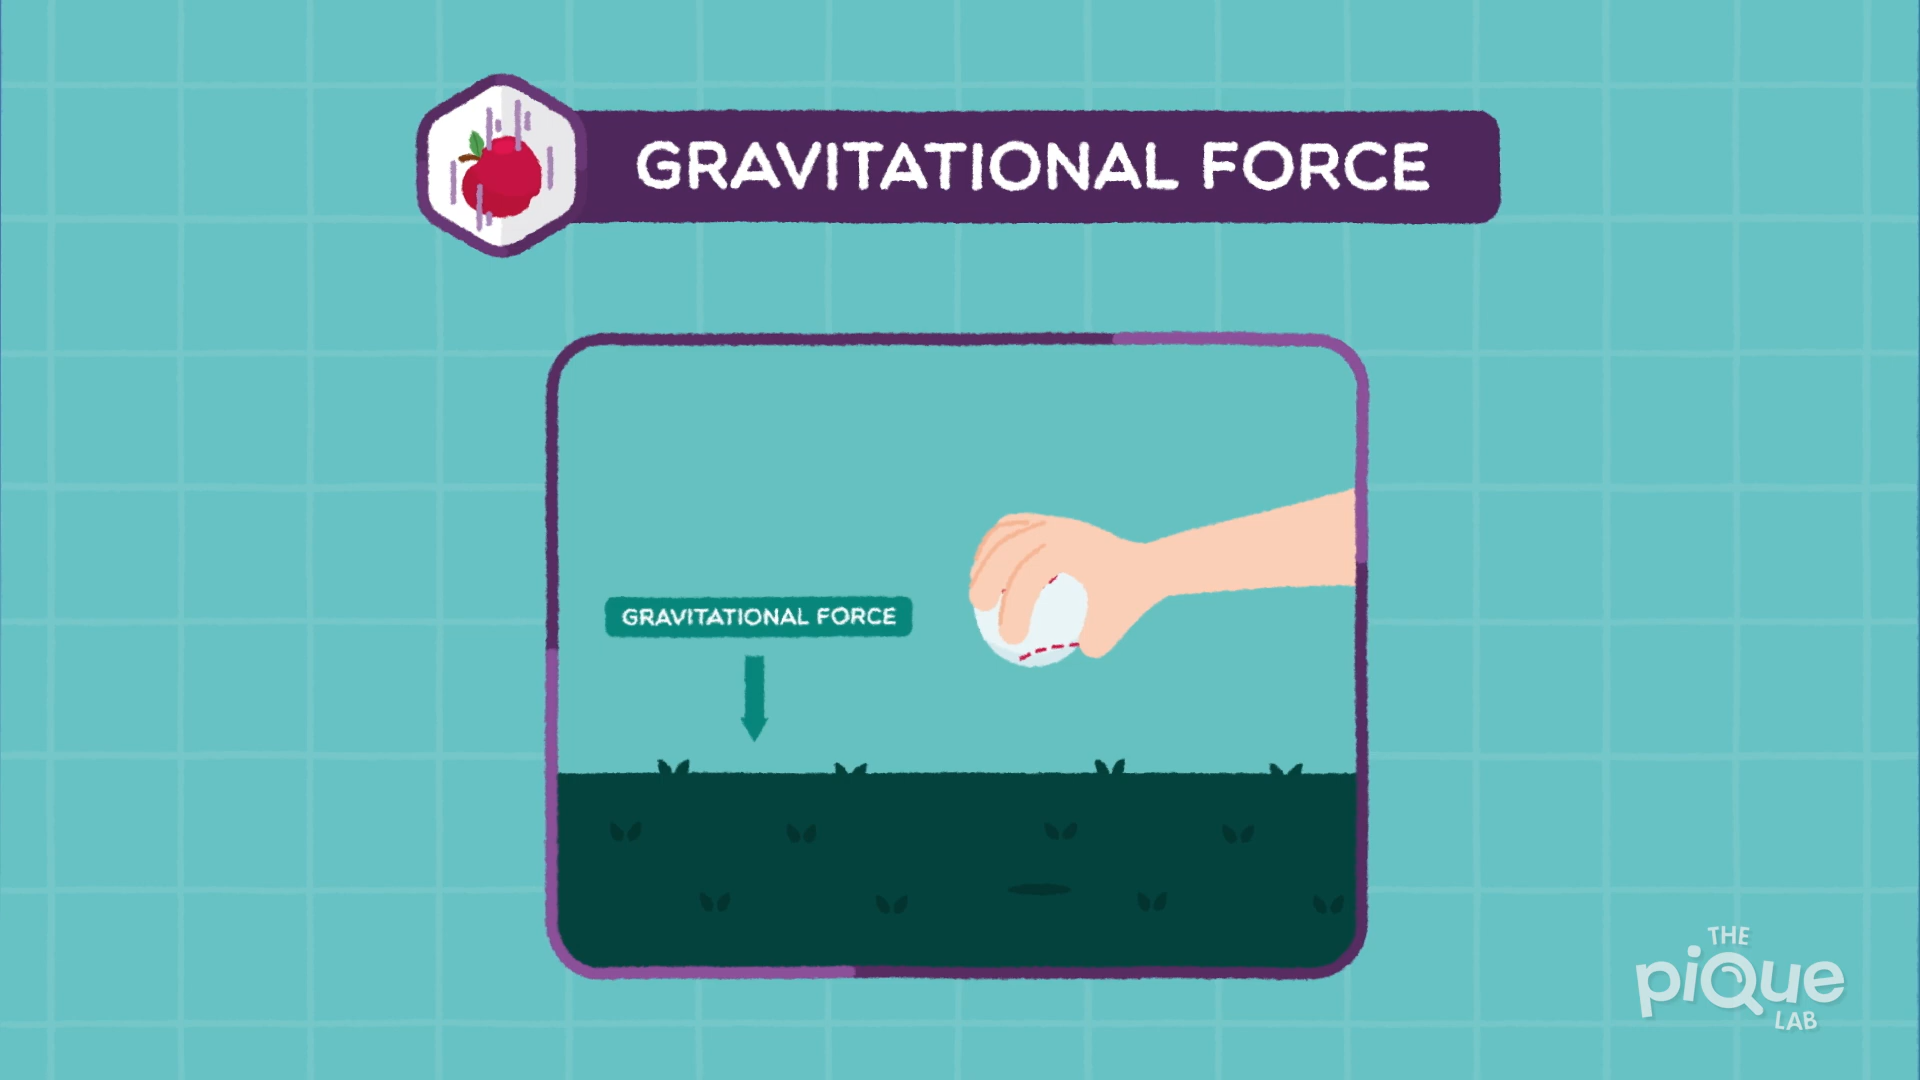 GRAVITATIONAL FORCE
GRAVITATIONAL FORCE
THE
piQue
LAB